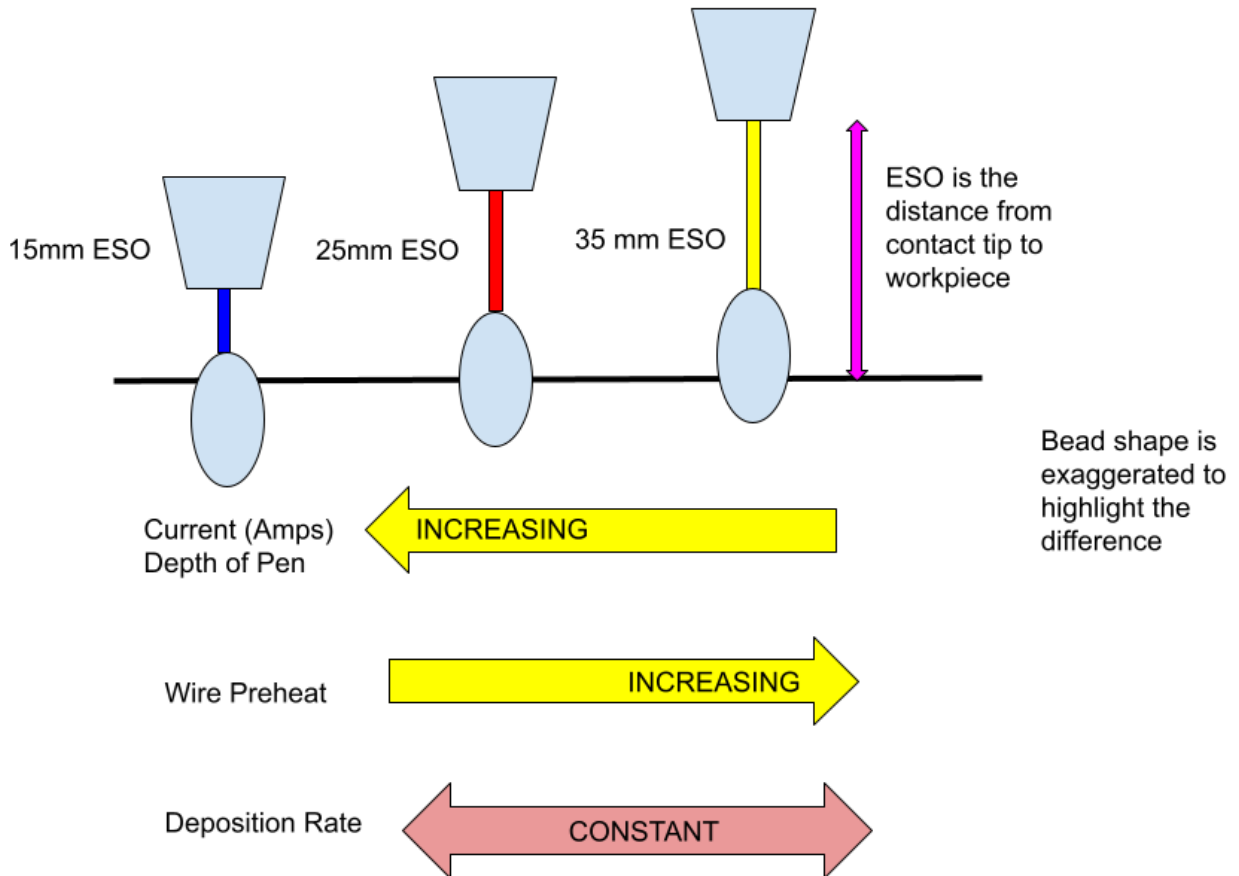 15mm ESO
25mm ESO
35 mm ESO
ESO is the
distance from
contact tip to
workpiece
Bead shape is
exaggerated to
highlight the
difference
Current (Amps)
Depth of Pen
INCREASING
Wire Preheat
INCREASING
Deposition Rate
CONSTANT